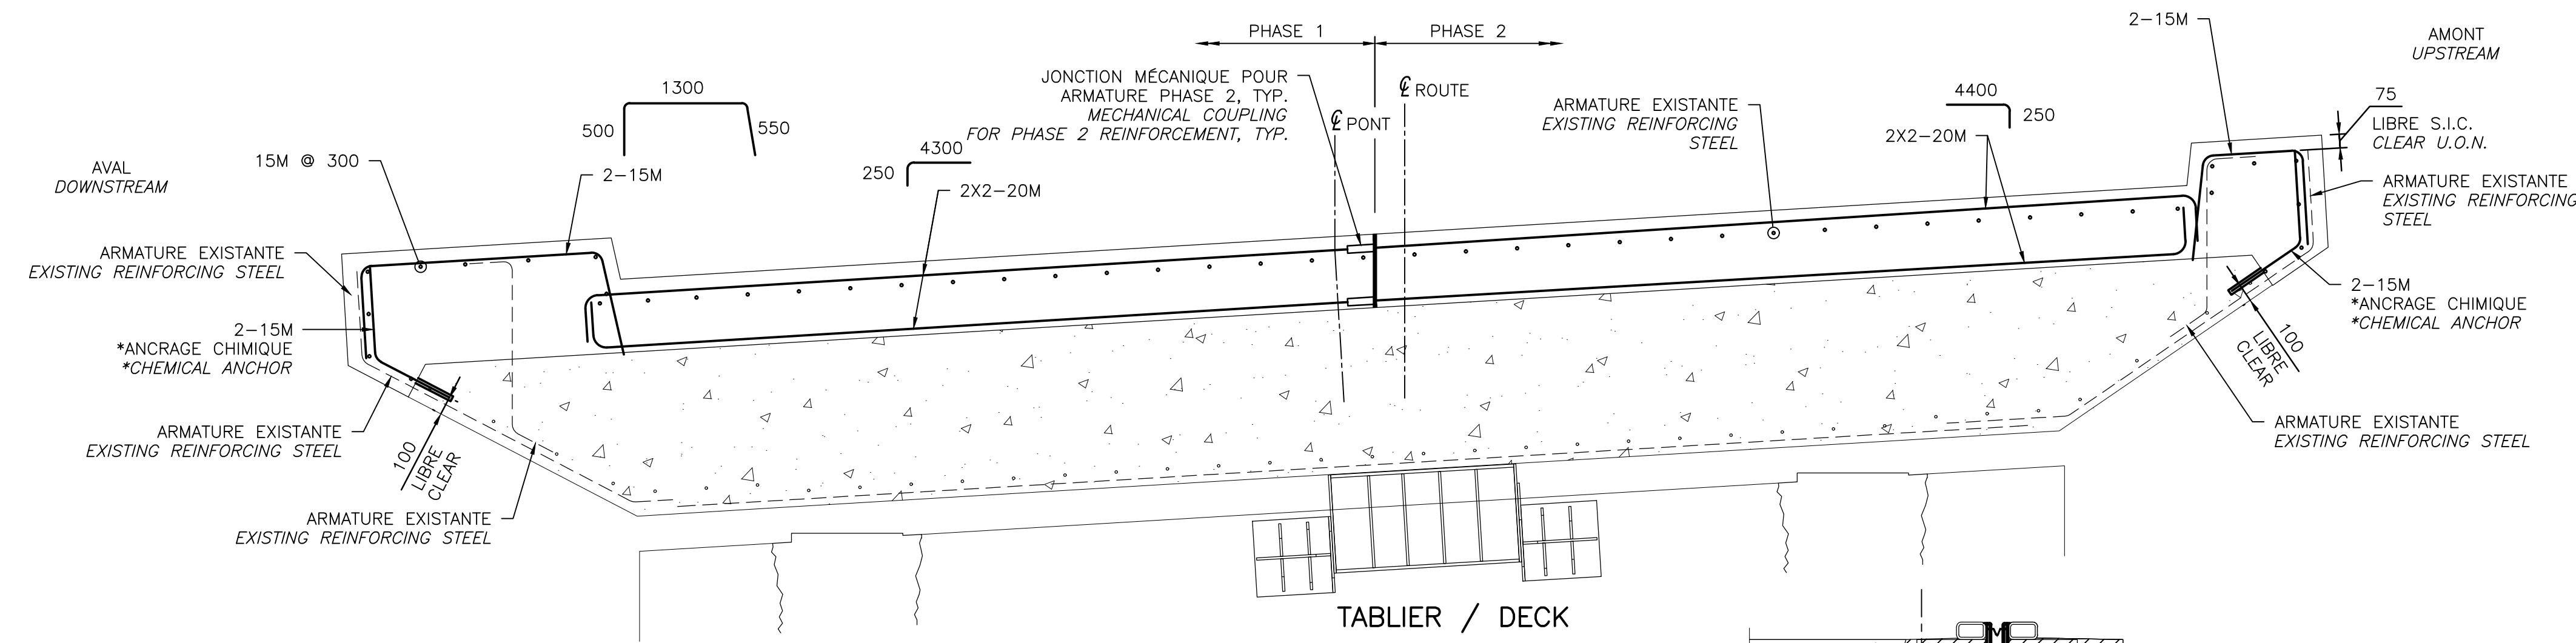 PHASE 1
PHASE 2
2-15M
AMONT
UPSTREAM
JONCTION MÉCANIQUE POUR
ARMATURE PHASE 2, TYP.
MECHANICAL COUPLING
FOR PHASE 2 REINFORCEMENT, TYP.
℄ ROUTE
℄ PONT
ARMATURE EXISTANTE
EXISTING REINFORCING
STEEL
4400
250
2X2-20M
75
LIBRE S.I.C.
CLEAR U.O.N.
1300
500
550
AVAL
DOWNSTREAM
15M @ 300
2-15M
4300
250
2X2-20M
ARMATURE EXISTANTE
EXISTING REINFORCING
STEEL
ARMATURE EXISTANTE
EXISTING REINFORCING STEEL
2-15M
*ANCRAGE CHIMIQUE
*CHEMICAL ANCHOR
2-15M
*ANCRAGE CHIMIQUE
*CHEMICAL ANCHOR
100
LIBRE
CLEAR
ARMATURE EXISTANTE
EXISTING REINFORCING STEEL
100
LIBRE
CLEAR
ARMATURE EXISTANTE
EXISTING REINFORCING STEEL
ARMATURE EXISTANTE
EXISTING REINFORCING STEEL
TABLIER / DECK